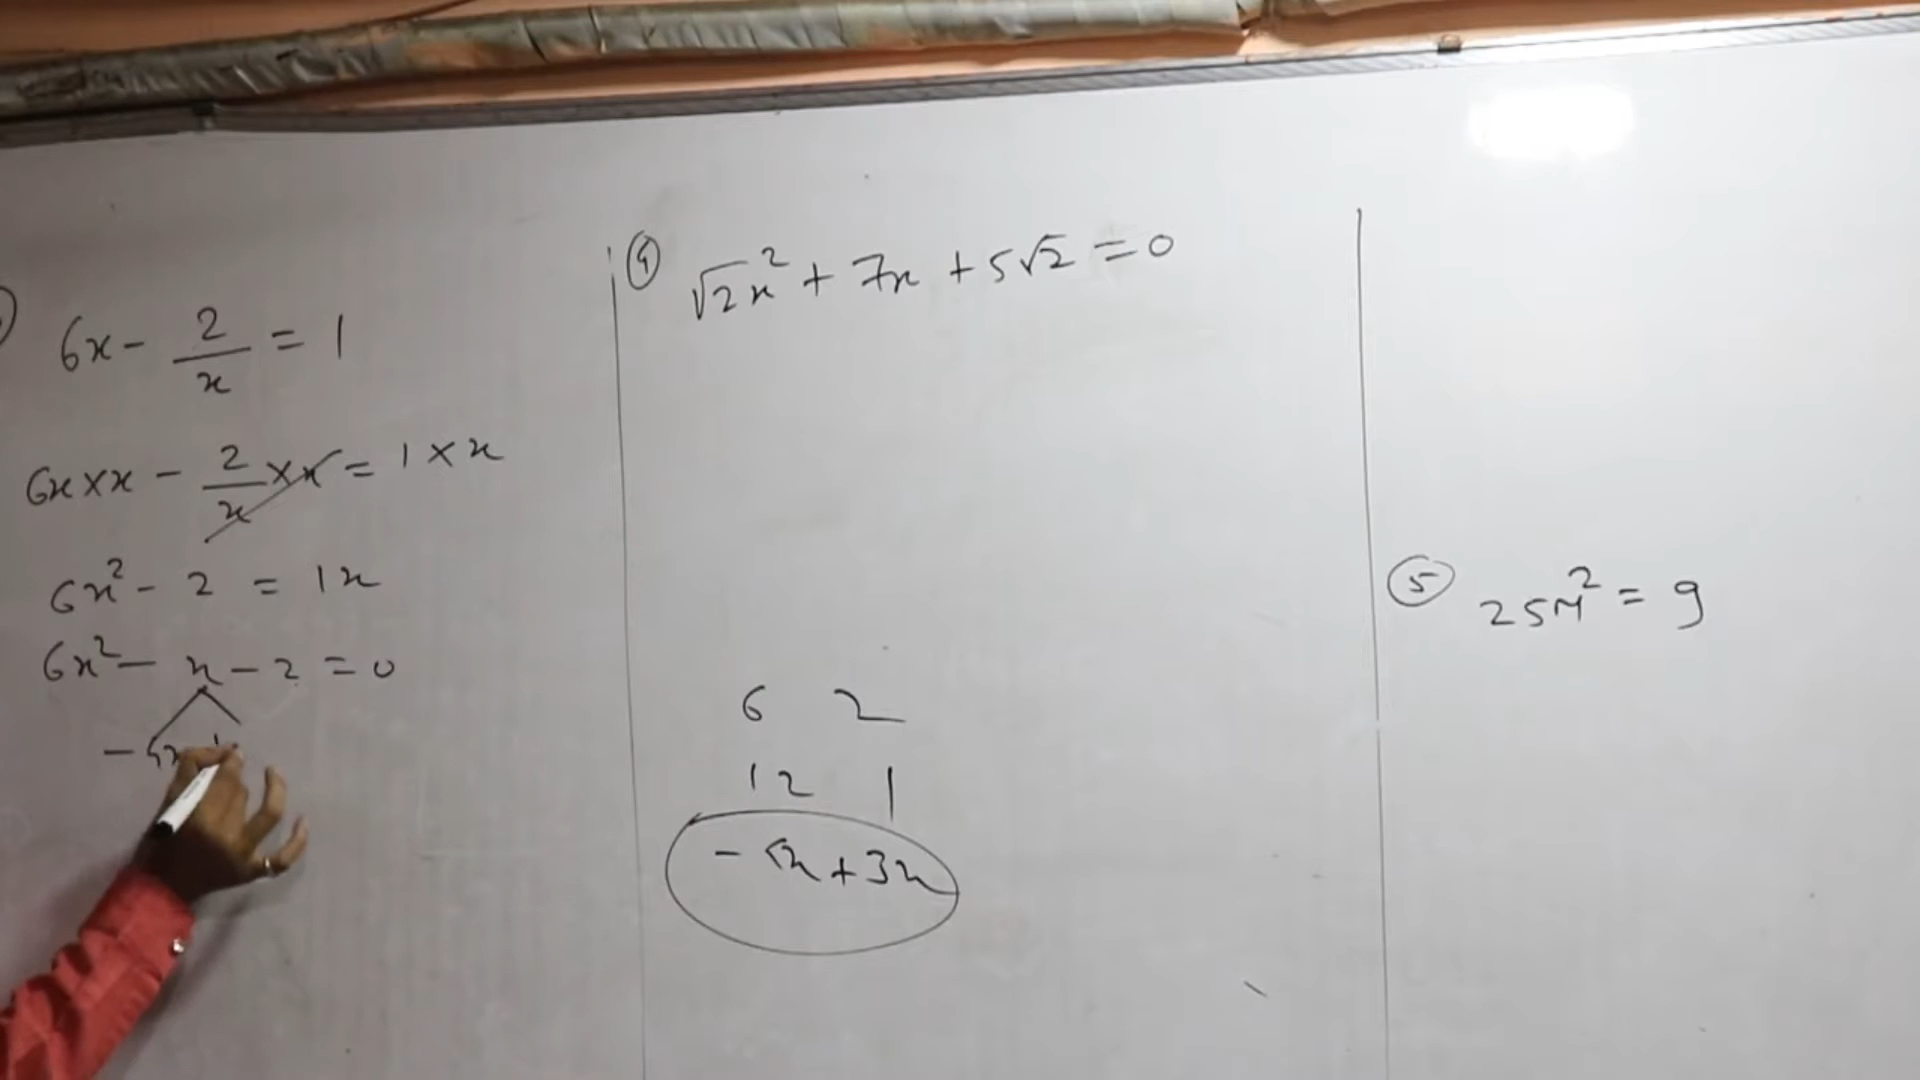 6x - 2/x = 1
6x × x - 2/x × x = 1 × x
6x² - 2 = 1x
6x² - x - 2 = 0
④ √2x² + 7x + 5√2 = 0
6 2
12 1
+ 3x
⑤ 25m² = 9